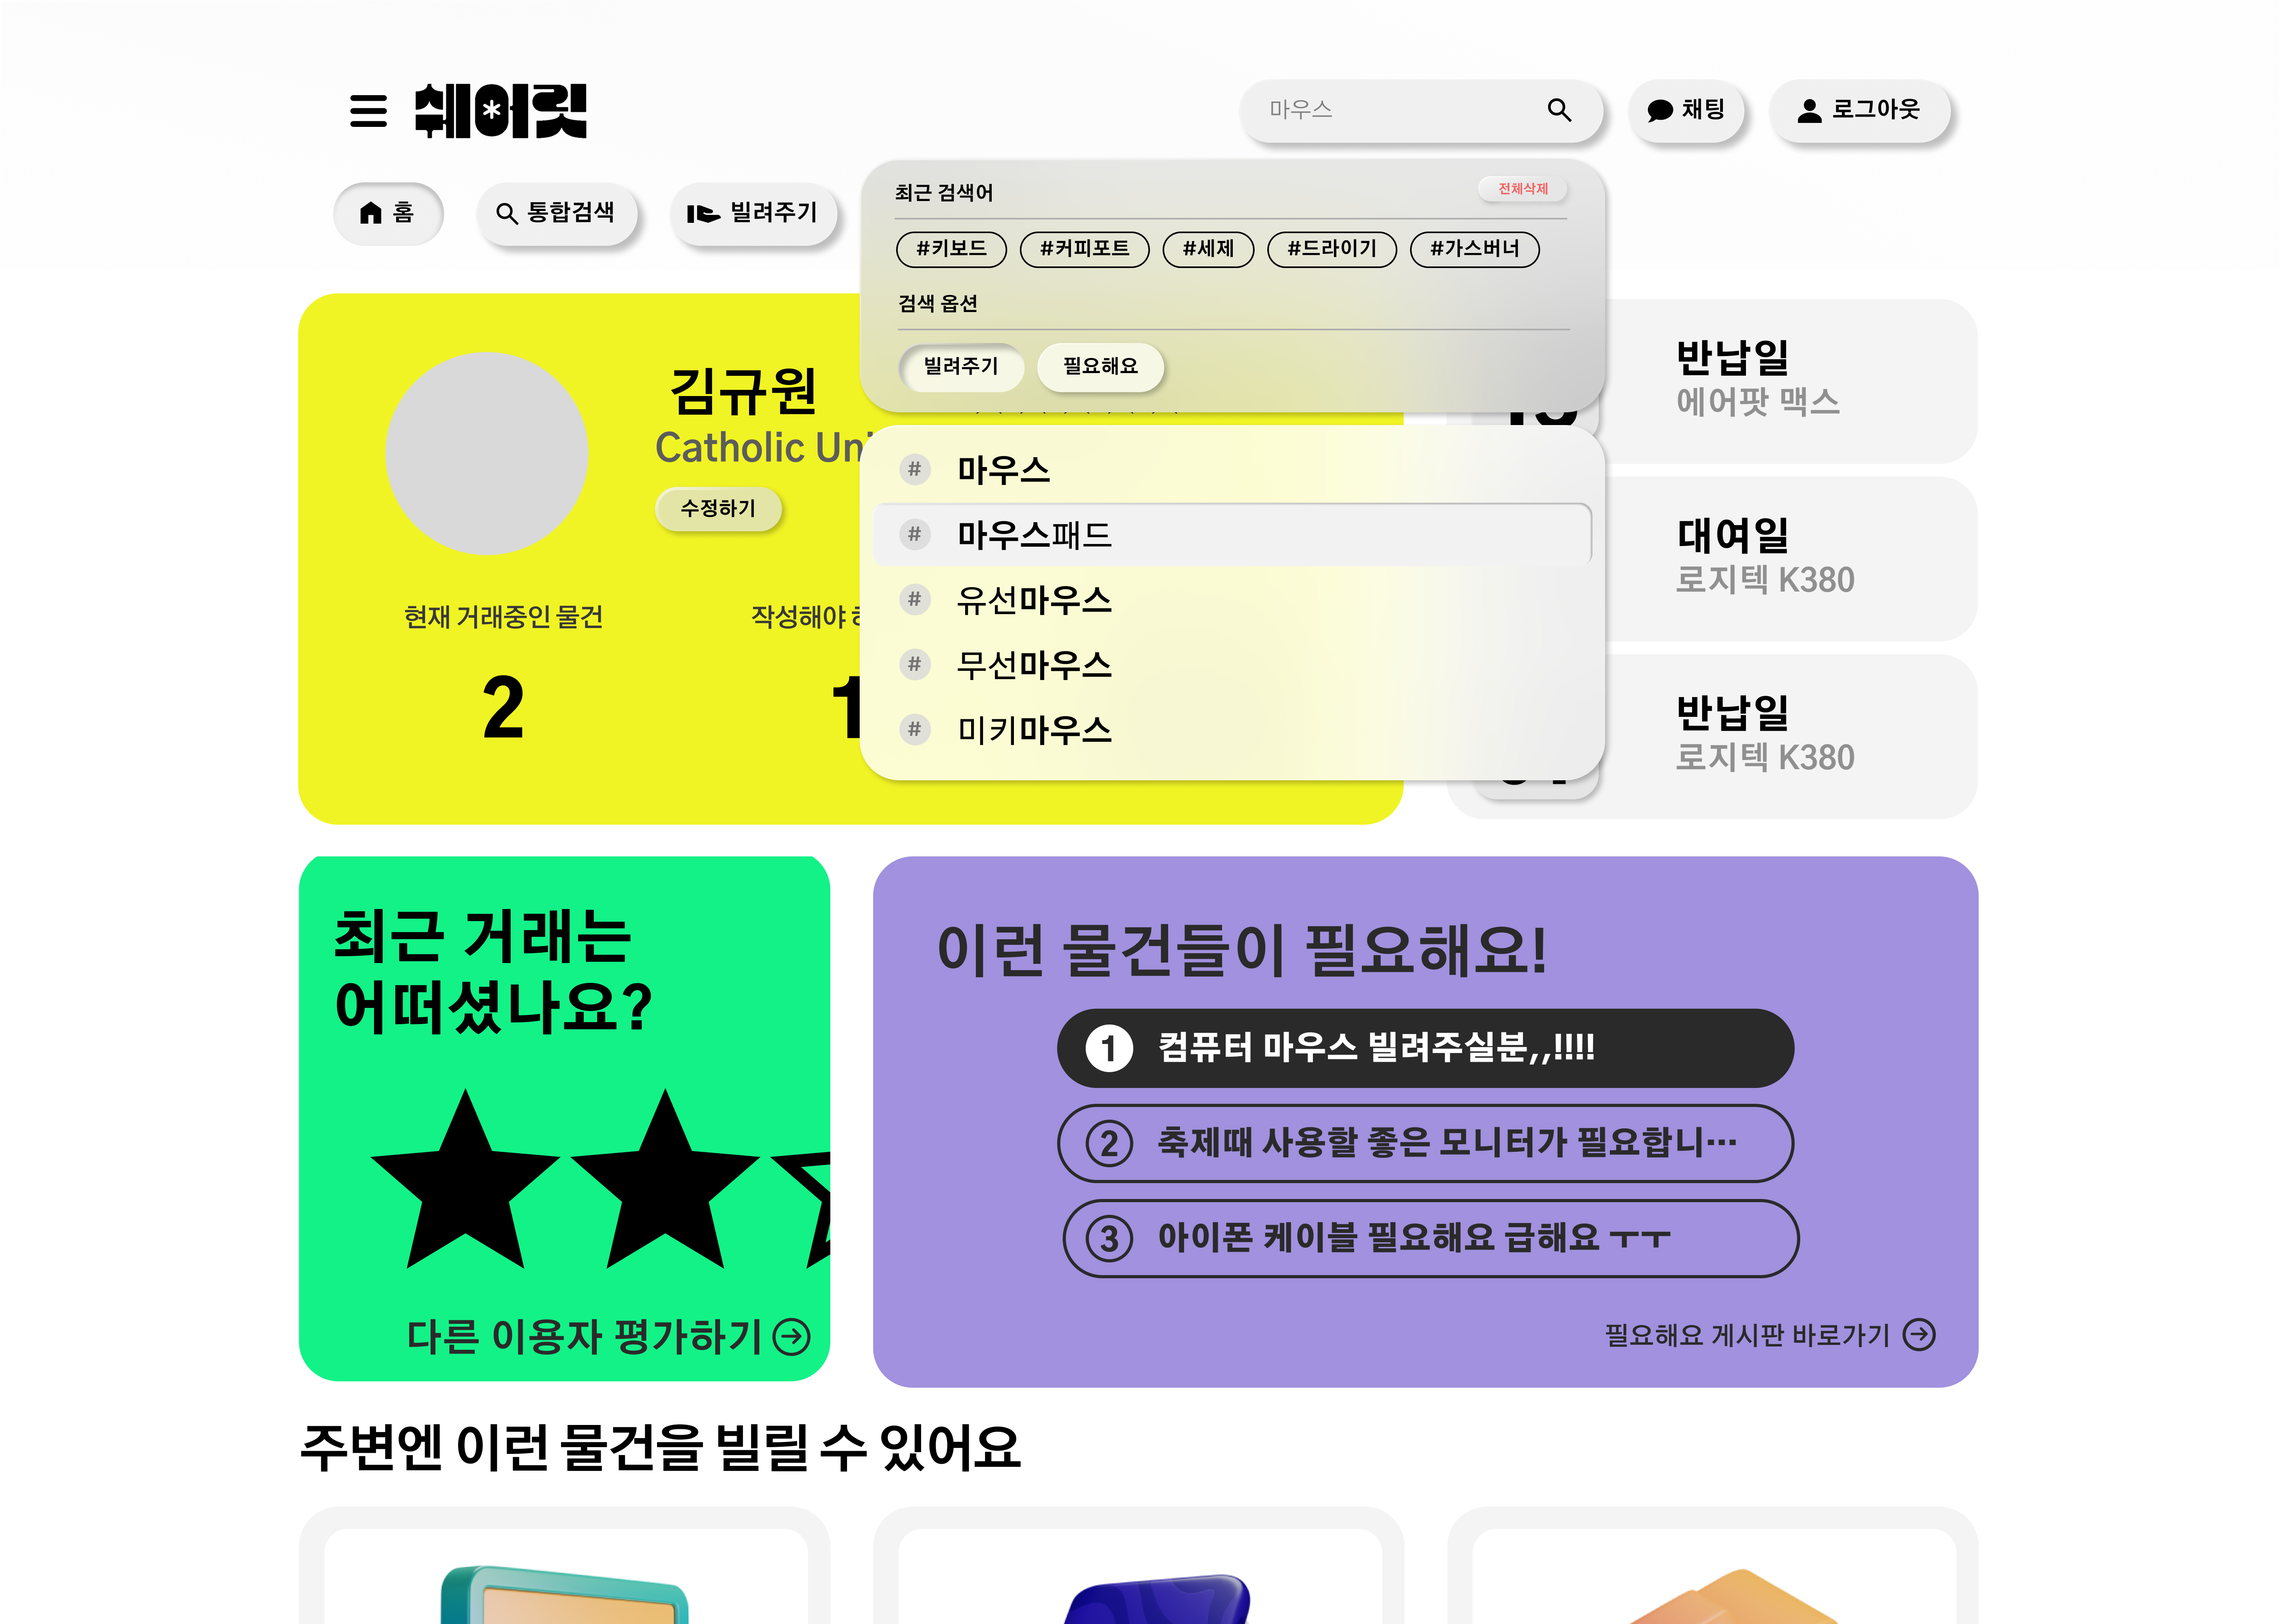 쉐어릿
마우스
채팅
로그아웃
홈
통합검색
빌려주기
최근 검색어
전체삭제
#키보드 #커피포트 #세제 #드라이기 #가스버너
검색 옵션
빌려주기 필요해요
# 마우스
# 마우스패드
# 유선마우스
# 무선마우스
# 미키마우스
김규원
Catholic
수정하기
현재 거래중인 물건
2
작성해야
1
반납일
에어팟 맥스
대여일
로지텍 K380
반납일
로지텍 K380
최근 거래는
어떠셨나요?
다른 이용자 평가하기
이런 물건들이 필요해요!
1 컴퓨터 마우스 빌려주실분,,!!!!
2 축제때 사용할 좋은 모니터가 필요합니…
3 아이폰 케이블 필요해요 급해요 ㅜㅜ
필요해요 게시판 바로가기
주변엔 이런 물건을 빌릴 수 있어요